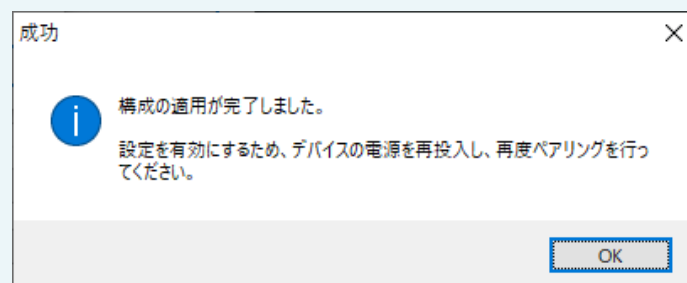 成功
構成の適用が完了しました。
設定を有効にするため、デバイスの電源を再投入し、再度ペアリングを行っ
てください。
OK